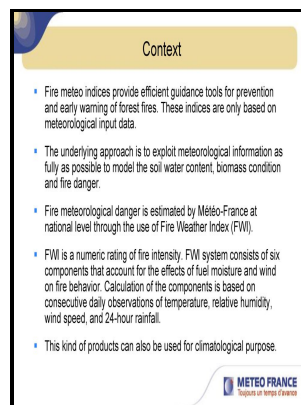 Context
Fire meteo indices provide efficient guidance tools for prevention
and early warning of forest fires. These indices are only based on
meteorological input data.
The underlying approach is to exploit meteorological information as
fully as possible to model the soil water content, biomass condition
and fire danger.
Fire meteorological danger is estimated by Météo-France at
national level through the use of Fire Weather Index (FWI).
FWI is a numeric rating of fire intensity. FWI system consists of six
components that account for the effects of fuel moisture and wind
on fire behavior. Calculation of the components is based on
consecutive daily observations of temperature, relative humidity,
wind speed, and 24-hour rainfall.
This kind of products can also be used for climatological purpose.
METEO FRANCE
Toujours un temps d'avance